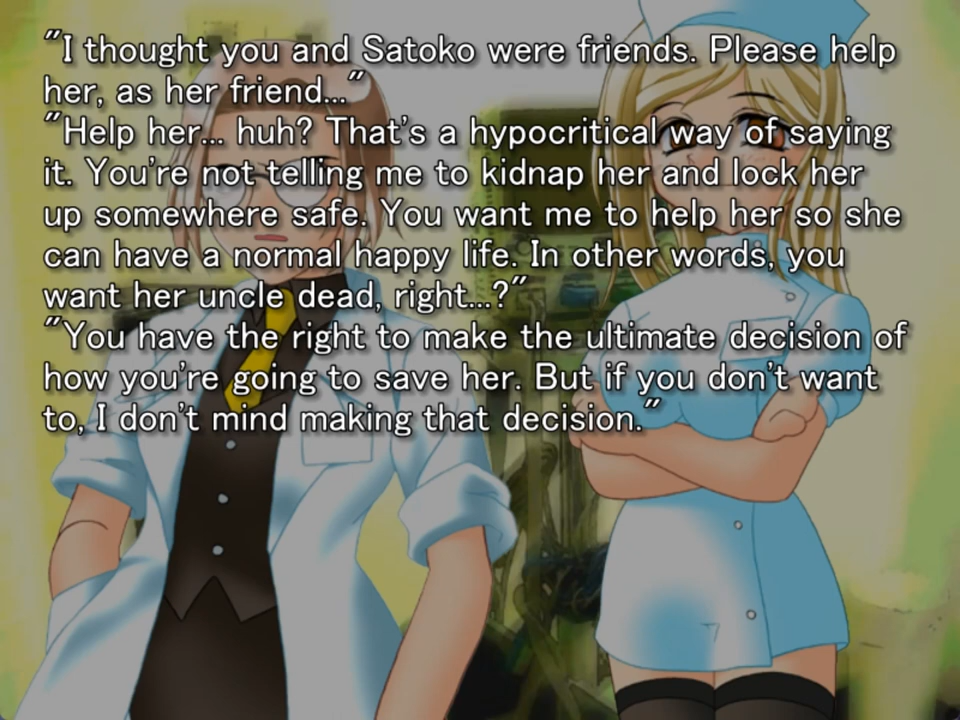 "I thought you and Satoko were friends. Please help
her, as her friend..."
"Help her... huh? That's a hypocritical way of saying
it. You're not telling me to kidnap her and lock her
up somewhere safe. You want me to help her so she
can have a normal happy life. In other words, you
want her uncle dead, right...?"
"You have the right to make the ultimate decision of
how you're going to save her. But if you don't want
to, I don't mind making that decision."